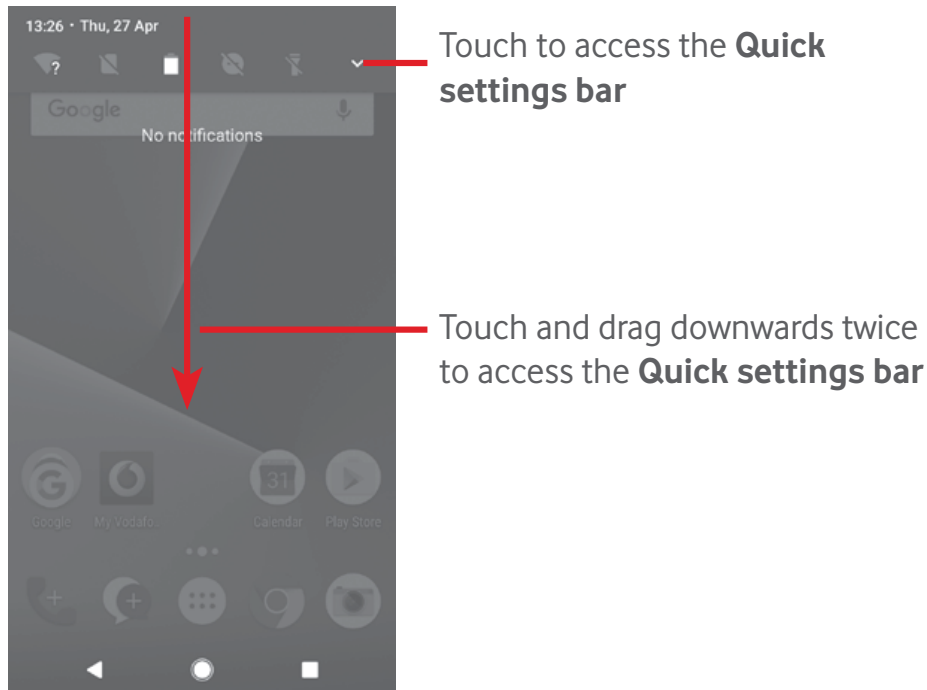 13:26 • Thu, 27 Apr
?
Google
No notifications
Touch to access the Quick
settings bar
Touch and drag downwards twice
to access the Quick settings bar
31
Google
My Vodafo..
Calendar
Play Store